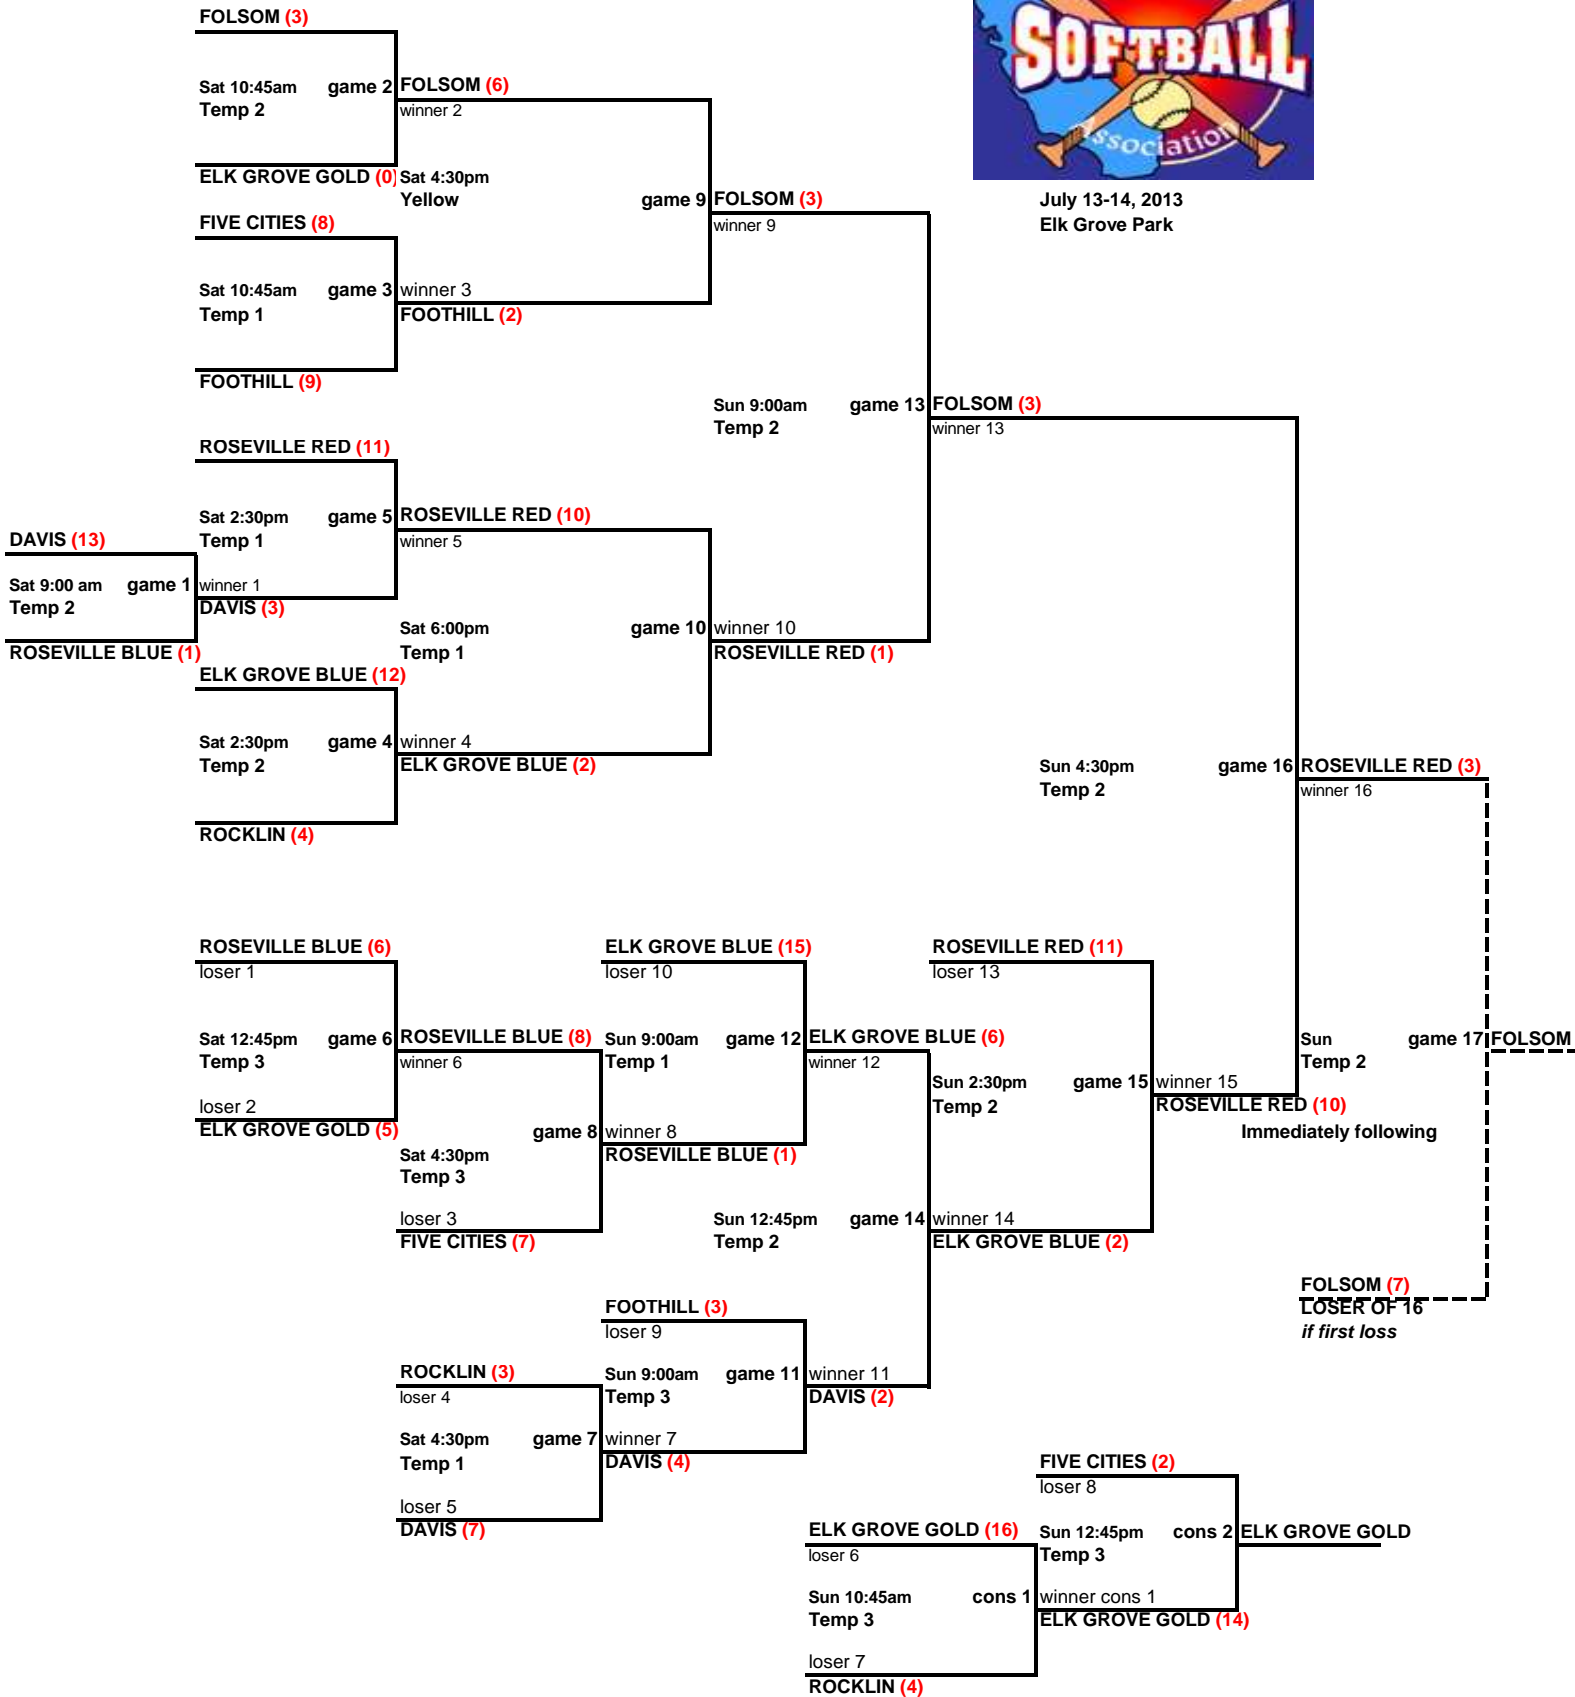 FOLSOM (3)
SOFTBALL
Association
July 13-14, 2013
Elk Grove Park
Sat 10:45am game 2 FOLSOM (6)
Temp 2 winner 2
ELK GROVE GOLD (0) Sat 4:30pm
Yellow game 9 FOLSOM (3)
winner 9
FIVE CITIES (8)
Sat 10:45am game 3 winner 3
Temp 1 FOOTHILL (2)
FOOTHILL (9)
Sun 9:00am game 13 FOLSOM (3)
Temp 2 winner 13
ROSEVILLE RED (11)
Sat 2:30pm game 5 ROSEVILLE RED (10)
Temp 1 winner 5
DAVIS (13)
Sat 9:00 am game 1 winner 1
Temp 2 DAVIS (3)
Sat 6:00pm game 10 winner 10
Temp 1 ROSEVILLE RED (1)
ROSEVILLE BLUE (1)
ELK GROVE BLUE (12)
Sat 2:30pm game 4 winner 4
Temp 2 ELK GROVE BLUE (2)
Sun 4:30pm game 16 ROSEVILLE RED (3)
Temp 2 winner 16
ROCKLIN (4)
ROSEVILLE BLUE (6) ELK GROVE BLUE (15) ROSEVILLE RED (11)
loser 1 loser 10 loser 13
Sat 12:45pm game 6 ROSEVILLE BLUE (8) Sun 9:00am game 12 ELK GROVE BLUE (6) Sun game 17 FOLSOM
Temp 3 winner 6 Temp 1 winner 12 Temp 2
Sun 2:30pm game 15 winner 15
Temp 2 ROSEVILLE RED (10)
loser 2
ELK GROVE GOLD (5) game 8 winner 8 Immediately following
Sat 4:30pm ROSEVILLE BLUE (1)
Temp 3
loser 3 Sun 12:45pm game 14 winner 14
FIVE CITIES (7) Temp 2 ELK GROVE BLUE (2)
FOLSOM (7)
LOSER OF 16
if first loss
FOOTHILL (3)
loser 9
ROCKLIN (3) Sun 9:00am game 11 winner 11
loser 4 Temp 3 DAVIS (2)
Sat 4:30pm game 7 winner 7
Temp 1 DAVIS (4)
loser 5
DAVIS (7)
FIVE CITIES (2)
loser 8
ELK GROVE GOLD (16) Sun 12:45pm cons 2 ELK GROVE GOLD
loser 6 Temp 3
Sun 10:45am cons 1 winner cons 1
Temp 3 ELK GROVE GOLD (14)
loser 7
ROCKLIN (4)